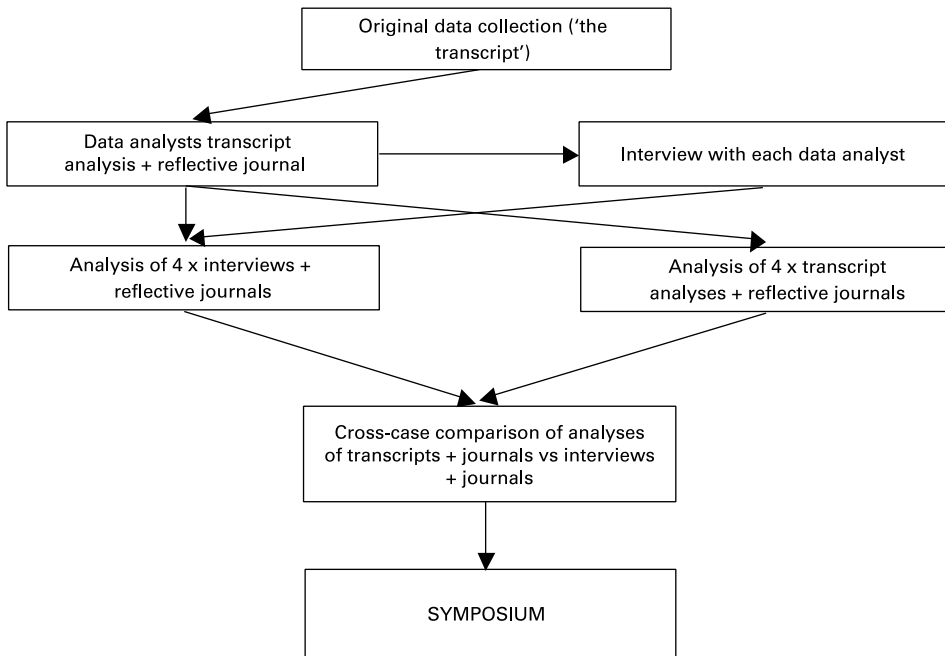 Original data collection (‘the
transcript’)
Data analysts transcript
analysis + reflective journal
Interview with each data analyst
Analysis of 4 x interviews +
reflective journals
Analysis of 4 x transcript
analyses + reflective journals
Cross-case comparison of analyses
of transcripts + journals vs interviews
+ journals
SYMPOSIUM